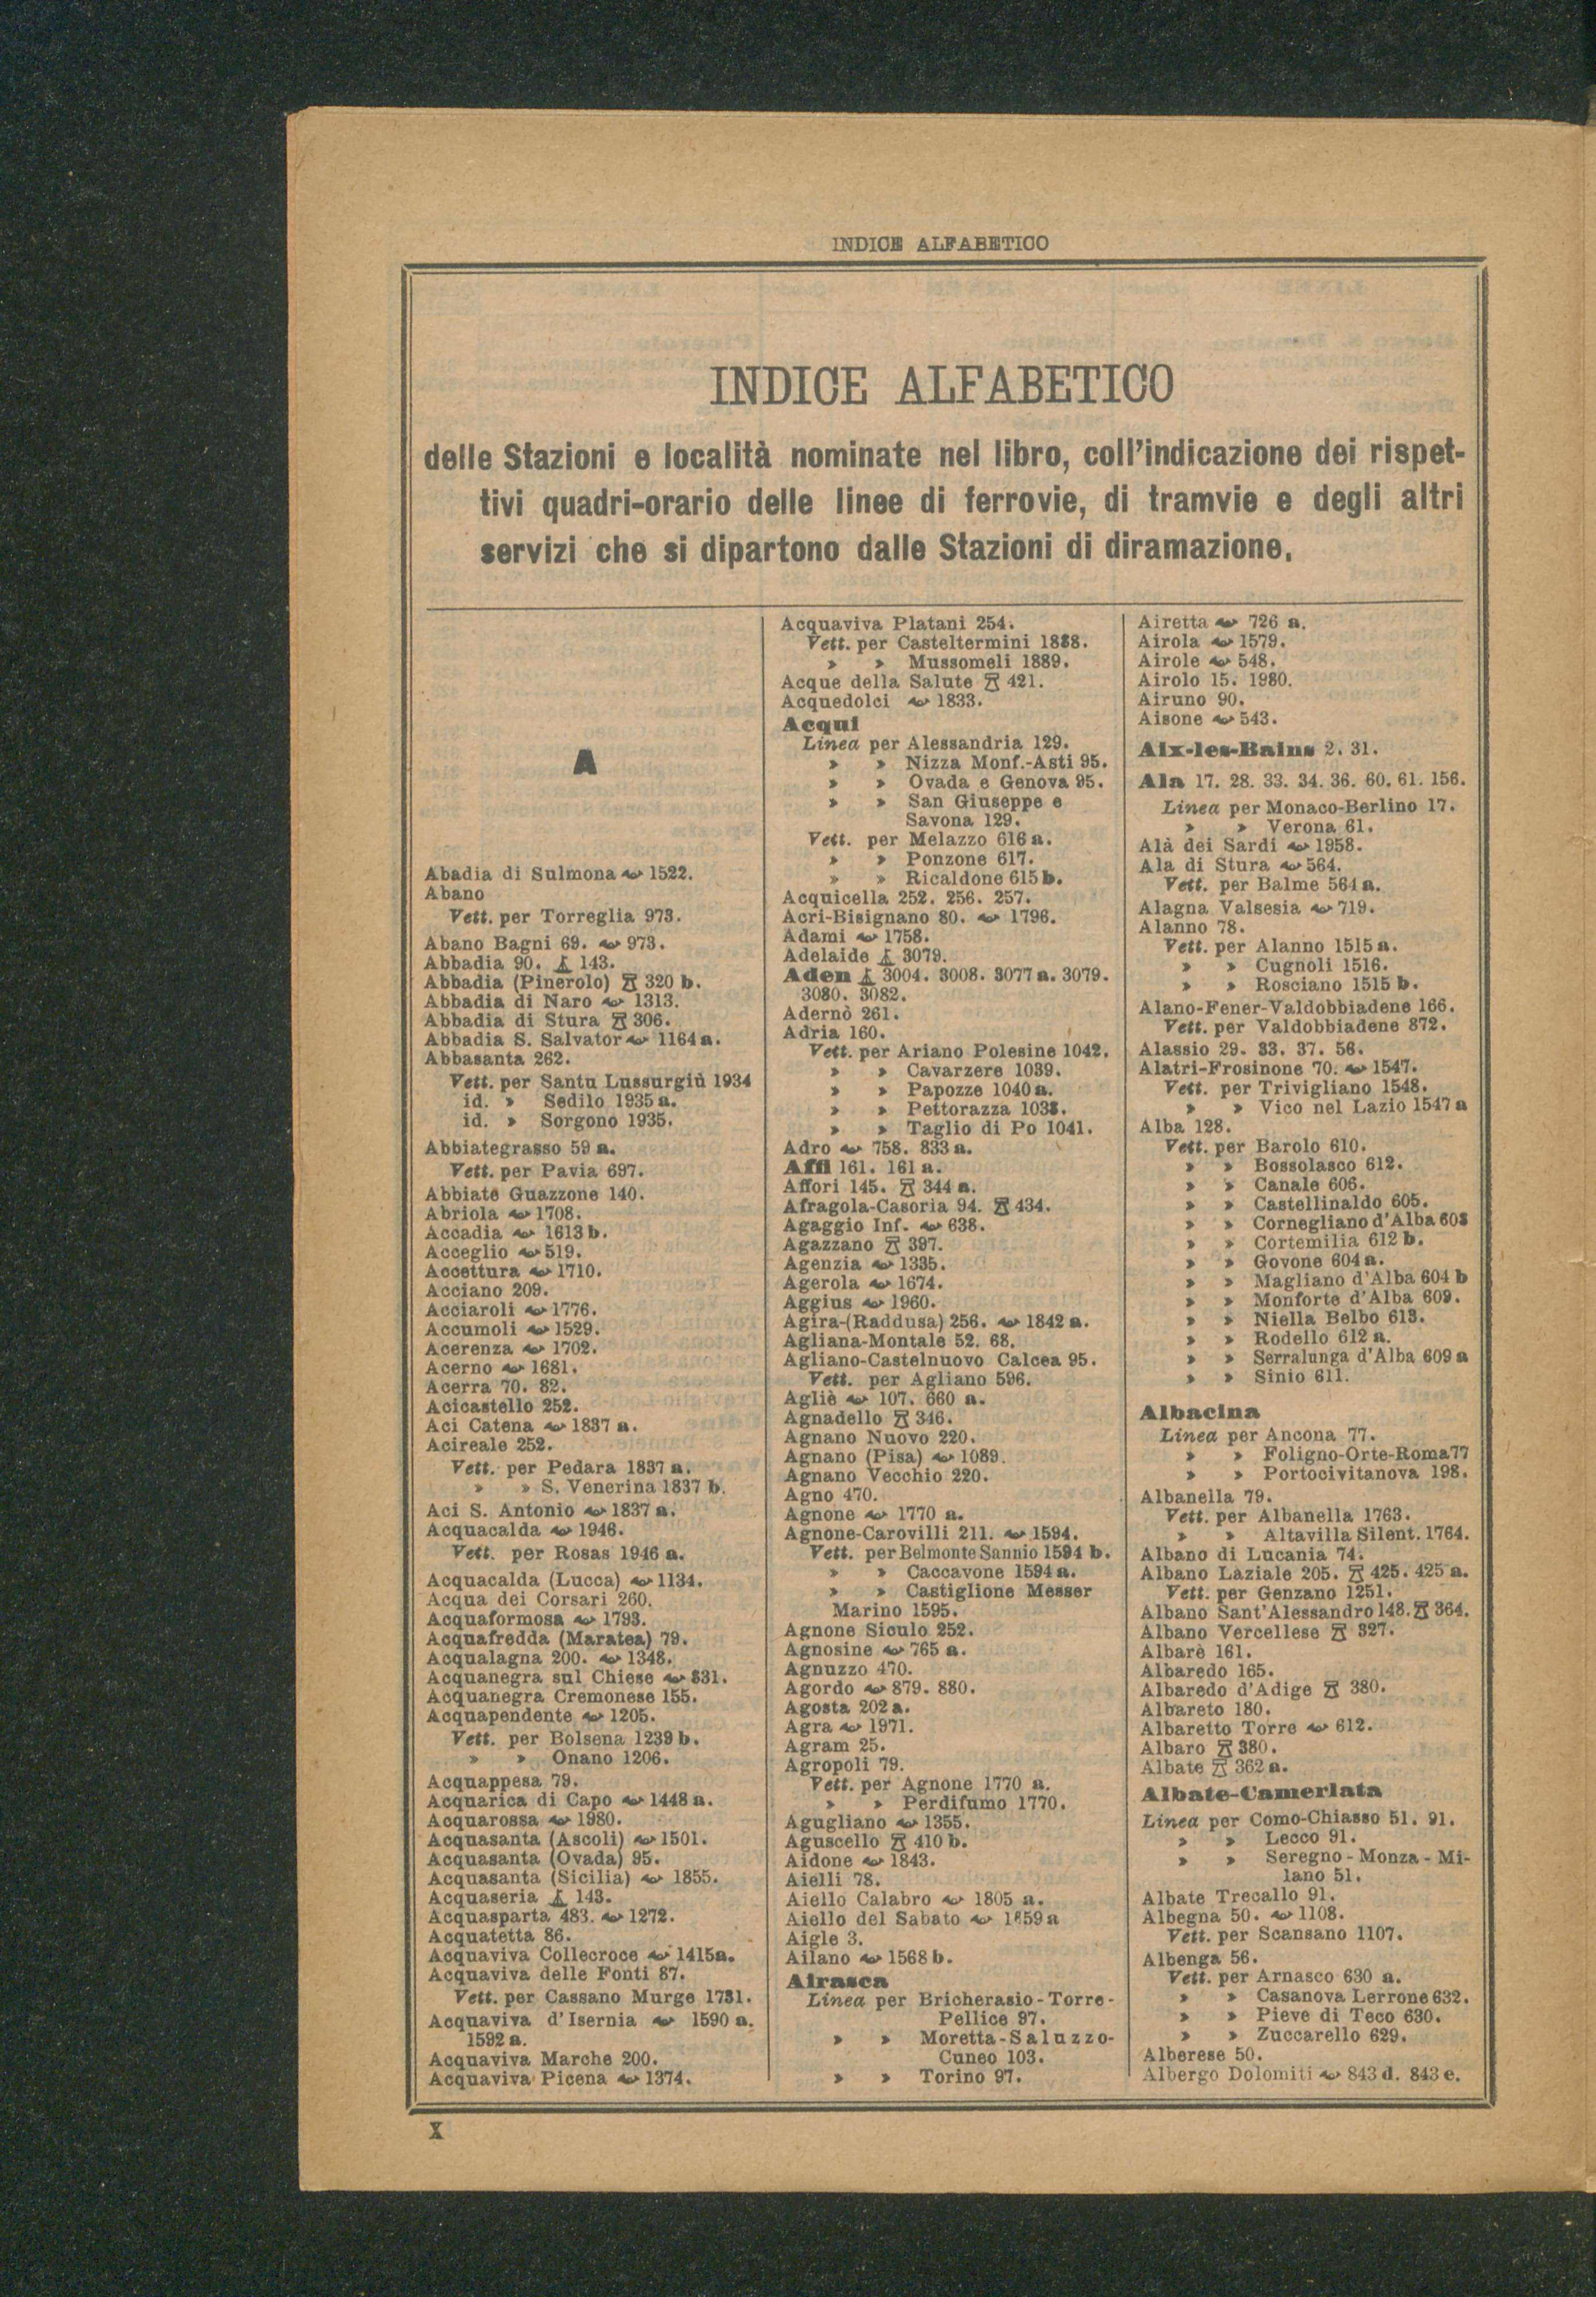 INDICE ALFABETICO
INDICE ALFABETICO
delle Stazioni e località nominate nel libro, coll'indicazione dei rispet-
tivi quadri-orario delle linee di ferrovie, di tramvie e degli altri
servizi che si dipartono dalle Stazioni di diramazione.
A
Abadia di Sulmona 1522.
Abano
Vett. per Torreglia 973.
Abano Bagni 69. 973.
Abbadia 90. 143.
Abbadia (Pinerolo) 320 b.
Abbadia di Naro 1313.
Abbadia di Stura 306.
Abbadia S. Salvator 1164 a.
Abbasanta 262.
Vett. per Santu Lussurgiù 1934
id. » Sedilo 1935 a.
id. » Sorgono 1935.
Abbiategrasso 59 a.
Vett. per Pavia 697.
Abbiate Guazzone 140.
Abriola 1708.
Accadia 1613 b.
Acceglio 519.
Accettura 1710.
Acciano 209.
Acciaroli 1776.
Accumoli 1529.
Acerenza 1702.
Acerno 1681.
Acerra 70. 82.
Acicastello 252.
Aci Catena 1837 a.
Acireale 252.
Vett. per Pedara 1837 a.
» » S. Venerina 1837 b.
Aci S. Antonio 1837 a.
Acquacalda 1946.
Vett. per Rosas 1946 a.
Acquacalda (Lucca) 1134.
Acqua dei Corsari 260.
Acquaformosa 1793.
Acquafredda (Maratea) 79.
Acqualagna 200. 1348.
Acquanegra sul Chiese 831.
Acquanegra Cremonese 155.
Acquapendente 1205.
Vett. per Bolsena 1239 b.
» » Onano 1206.
Acquappesa 79.
Acquarica di Capo 1448 a.
Acquarossa 1980.
Acquasanta (Ascoli) 1501.
Acquasanta (Ovada) 95.
Acquasanta (Sicilia) 1855.
Acquaseria 143.
Acquasparta 483. 1272.
Acquatetta 86.
Acquaviva Collecroce 1415a.
Acquaviva delle Fonti 87.
Vett. per Cassano Murge 1731.
Acquaviva d'Isernia 1590 a.
1592 a.
Acquaviva Marche 200.
Acquaviva Picena 1374.
Acquaviva Platani 254.
Vett. per Casteltermini 1888.
» » Mussomeli 1889.
Acque della Salute 421.
Acquedolci 1833.
Acqui
Linea per Alessandria 129.
» » Nizza Monf.-Asti 95.
» » Ovada e Genova 95.
» » San Giuseppe e
Savona 129.
Vett. per Melazzo 616 a.
» » Ponzone 617.
» » Ricaldone 615 b.
Acquicella 252. 256. 257.
Acri-Bisignano 80. 1796.
Adami 1758.
Adelaide 3079.
Aden 3004. 3008. 3077 a. 3079.
3080. 3082.
Adernò 261.
Adria 160.
Vett. per Ariano Polesine 1042.
» » Cavarzere 1039.
» » Papozze 1040 a.
» » Pettorazza 1038.
» » Taglio di Po 1041.
Adro 758. 833 a.
Affi 161. 161 a.
Affori 145. 344 a.
Afragola-Casoria 94. 434.
Agaggio Inf. 638.
Agazzano 397.
Agenzia 1335.
Agerola 1674.
Aggius 1960.
Agira-(Raddusa) 256. 1842 a.
Agliana-Montale 52. 68.
Agliano-Castelnuovo Calcea 95.
Vett. per Agliano 596.
Agliè 107. 660 a.
Agnadello 346.
Agnano Nuovo 220.
Agnano (Pisa) 1089.
Agnano Vecchio 220.
Agno 470.
Agnone 1770 a.
Agnone-Carovilli 211. 1594.
Vett. per Belmonte Sannio 1594 b.
» » Caccavone 1594 a.
» » Castiglione Messer
Marino 1595.
Agnone Siculo 252.
Agnosine 765 a.
Agnuzzo 470.
Agordo 879. 880.
Agosta 202 a.
Agra 1971.
Agram 25.
Agropoli 79.
Vett. per Agnone 1770 a.
» » Perdifumo 1770.
Agugliano 1355.
Aguscello 410 b.
Aidone 1843.
Aielli 78.
Aiello Calabro 1805 a.
Aiello del Sabato 1659 a
Aigle 3.
Ailano 1568 b.
Airasca
Linea per Bricherasio-Torre-
Pellice 97.
» » Moretta-Saluzzo-
Cuneo 103.
» » Torino 97.
Airetta 726 a.
Airola 1579.
Airole 548.
Airolo 15. 1980.
Airuno 90.
Aisone 543.
Aix-les-Bains 2. 31.
Ala 17. 28. 33. 34. 36. 60. 61. 156.
Linea per Monaco-Berlino 17.
» » Verona 61.
Alà dei Sardi 1958.
Ala di Stura 564.
Vett. per Balme 564 a.
Alagna Valsesia 719.
Alanno 78.
Vett. per Alanno 1515 a.
» » Cugnoli 1516.
» » Rosciano 1515 b.
Alano-Fener-Valdobbiadene 166.
Vett. per Valdobbiadene 872.
Alassio 29. 33. 37. 56.
Alatri-Frosinone 70. 1547.
Vett. per Trivigliano 1548.
» » Vico nel Lazio 1547 a
Alba 128.
Vett. per Barolo 610.
» » Bossolasco 612.
» » Canale 606.
» » Castellinaldo 605.
» » Cornegliano d'Alba 603
» » Cortemilia 612 b.
» » Govone 604 a.
» » Magliano d'Alba 604 b
» » Monforte d'Alba 609.
» » Niella Belbo 613.
» » Rodello 612 a.
» » Serralunga d'Alba 609 a
» » Sinio 611.
Albacina
Linea per Ancona 77.
» » Foligno-Orte-Roma 77
» » Portocivitanova 198.
Albanella 79.
Vett. per Albanella 1763.
» » Altavilla Silent. 1764.
Albano di Lucania 74.
Albano Laziale 205. 425. 425 a.
Vett. per Genzano 1251.
Albano Sant'Alessandro 148. 364.
Albano Vercellese 327.
Albarè 161.
Albaredo 165.
Albaredo d'Adige 380.
Albareto 180.
Albaretto Torre 612.
Albaro 380.
Albate 362 a.
Albate-Camerlata
Linea per Como-Chiasso 51. 91.
» » Lecco 91.
» » Seregno-Monza-Mi-
lano 51.
Albate Trecallo 91.
Albegna 50. 1108.
Vett. per Scansano 1107.
Albenga 56.
Vett. per Arnasco 630 a.
» » Casanova Lerrone 632.
» » Pieve di Teco 630.
» » Zuccarello 629.
Alberese 50.
Albergo Dolomiti 843 d. 843 e.
X